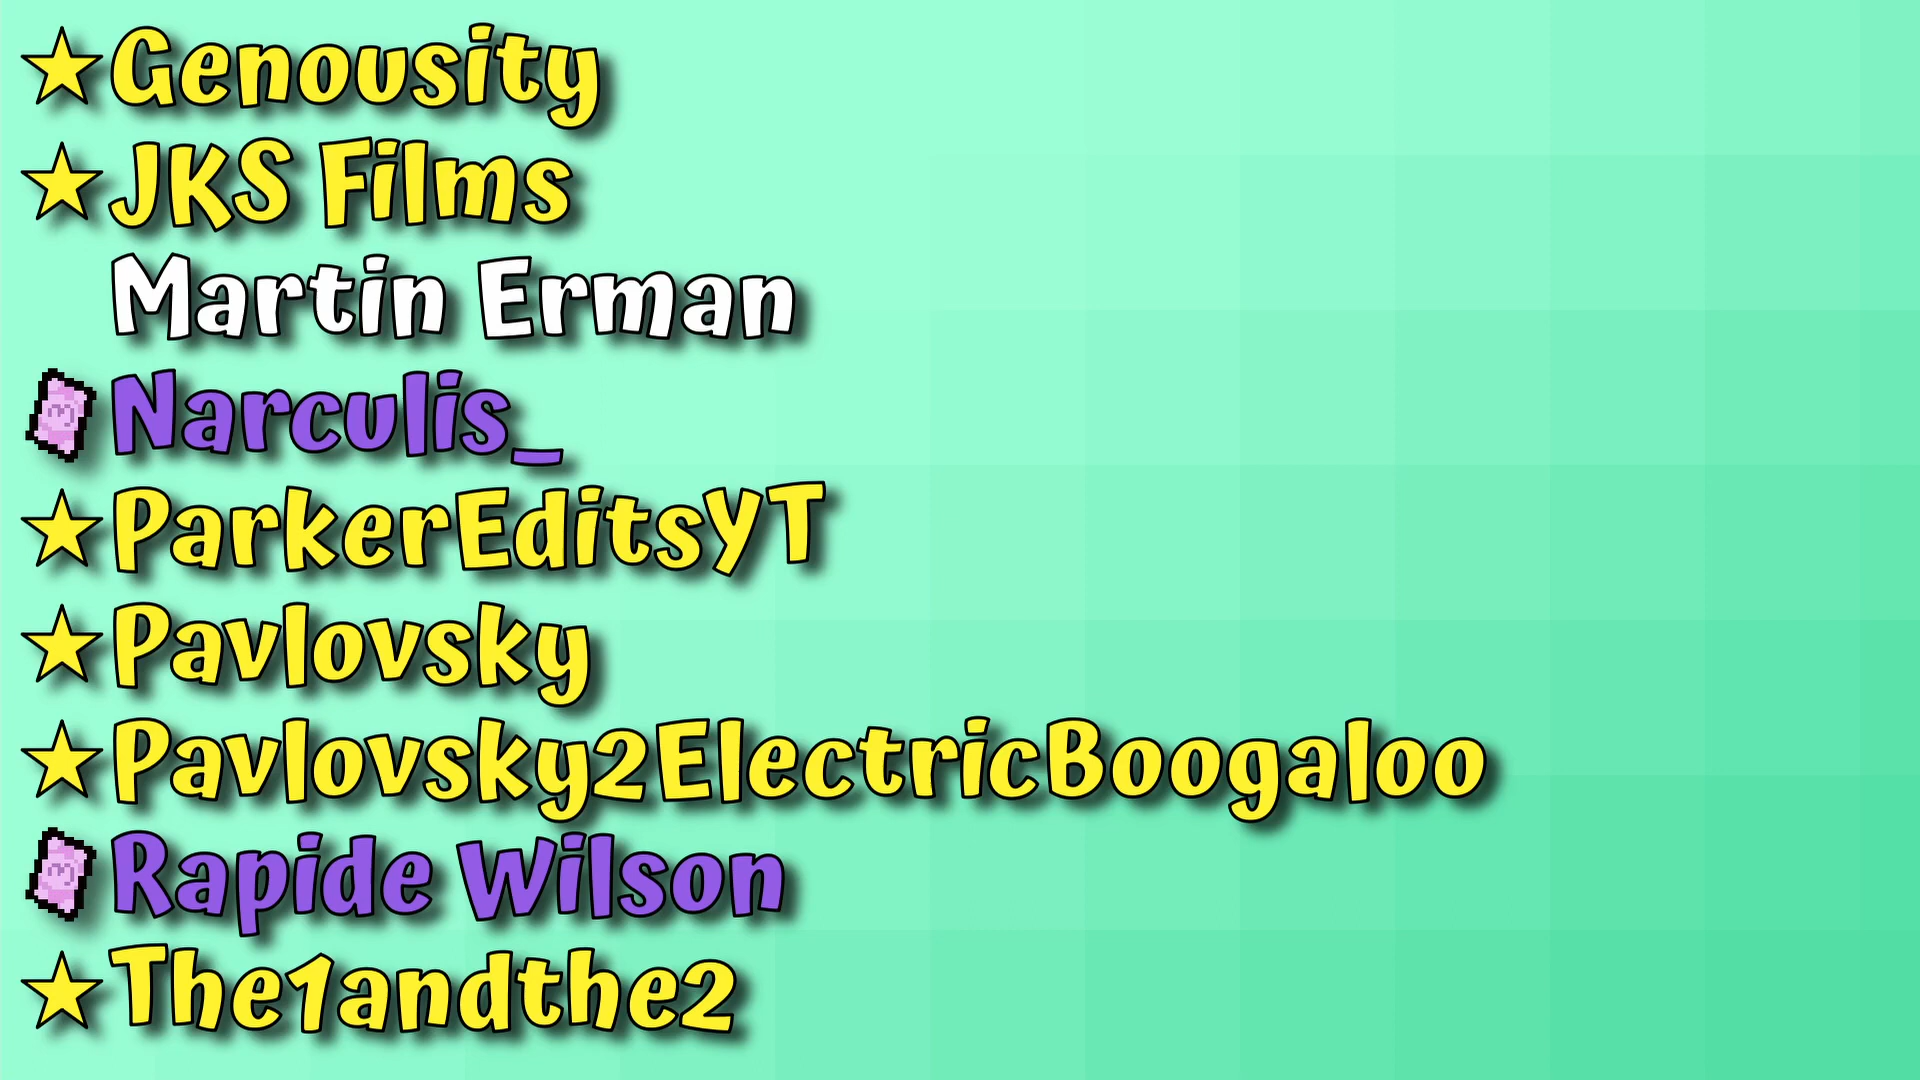 ★Genousity
★JKS Films
Martin Erman
Narculis_
★ParkerEditsYT
★Pavlovsky
★Pavlovsky2ElectricBoogaloo
Rapide Wilson
★The1andthe2